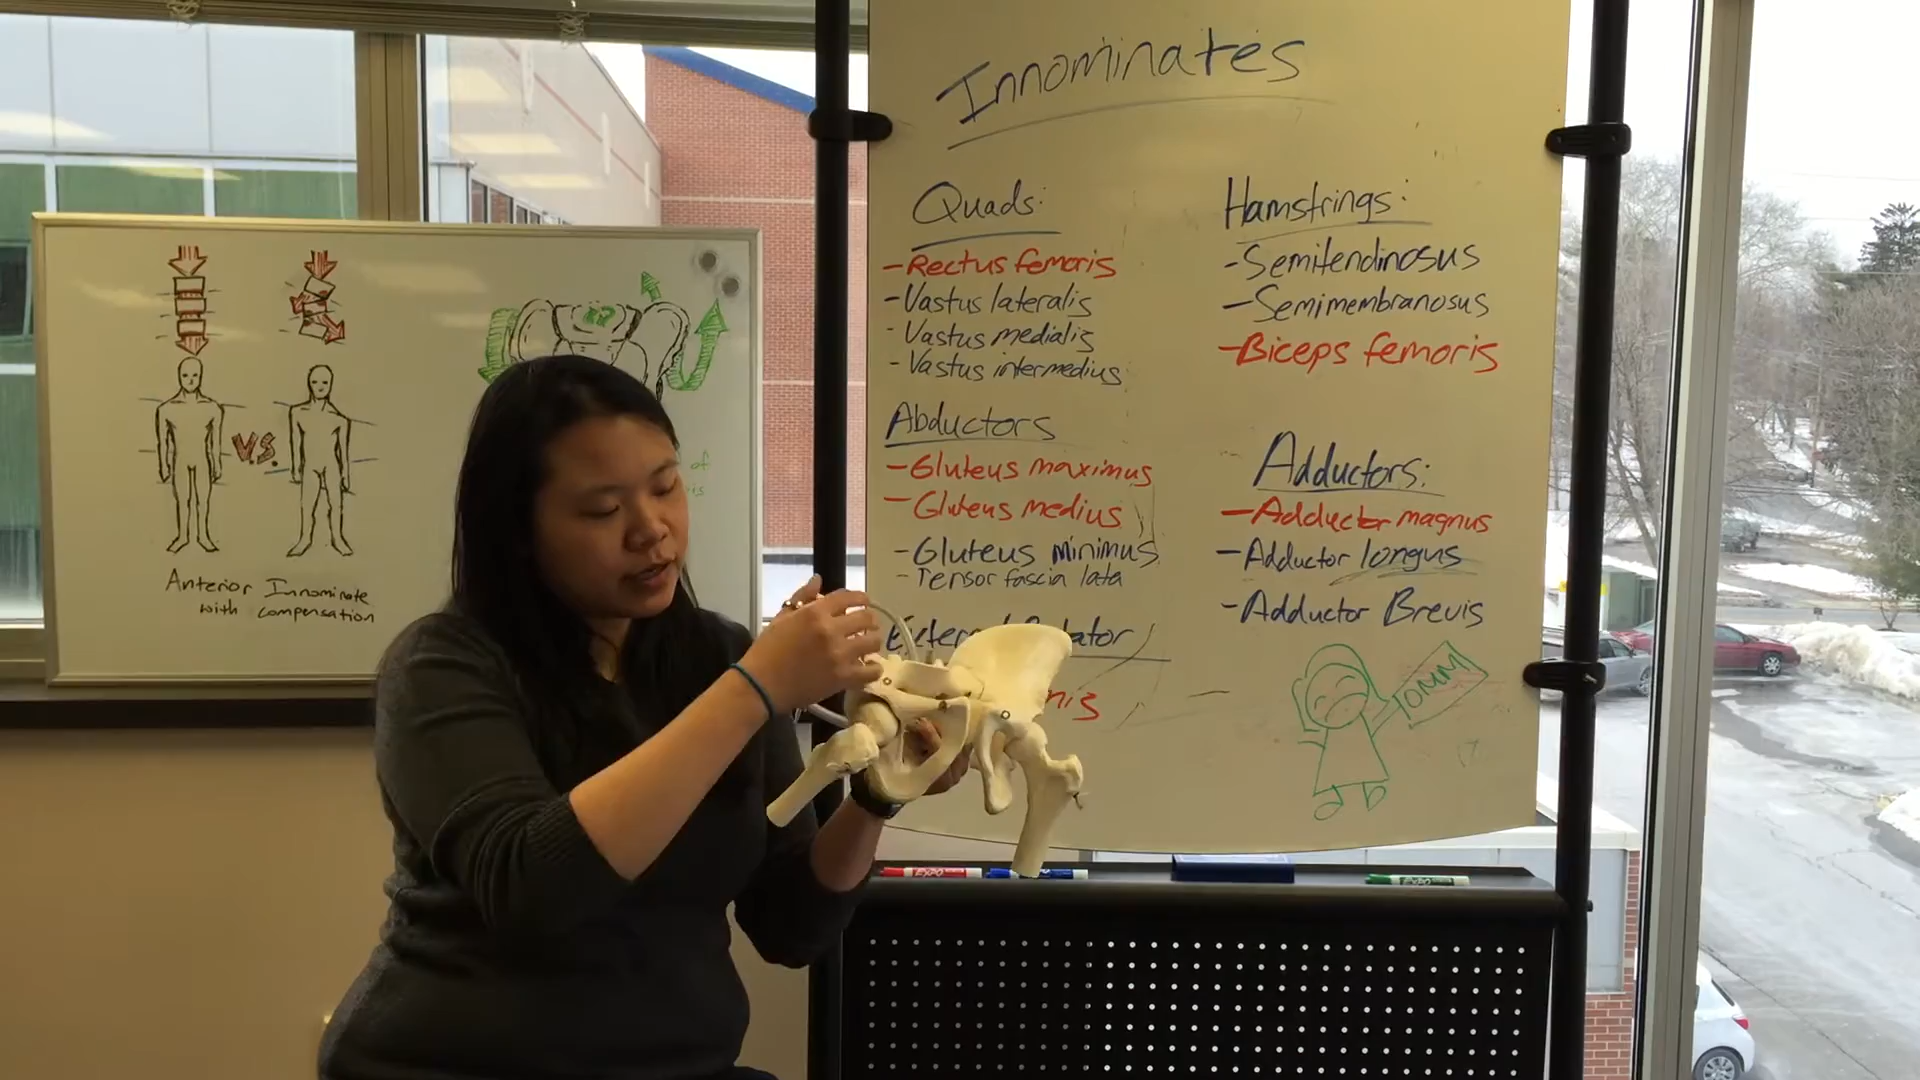 Innominates
Quads:
-Rectus femoris
-Vastus lateralis
-Vastus medialis
-Vastus intermedius
Abductors
-Gluteus maximus
-Gluteus medius
-Gluteus minimus
-Tensor fascia lata
Hamstrings:
-Semitendinosus
-Semimembranosus
-Biceps femoris
Adductors:
-Adductor magnus
-Adductor longus
-Adductor Brevis
OMM
V.S.
of
Anterior Innominate
with compensation
EXPO
EXPO